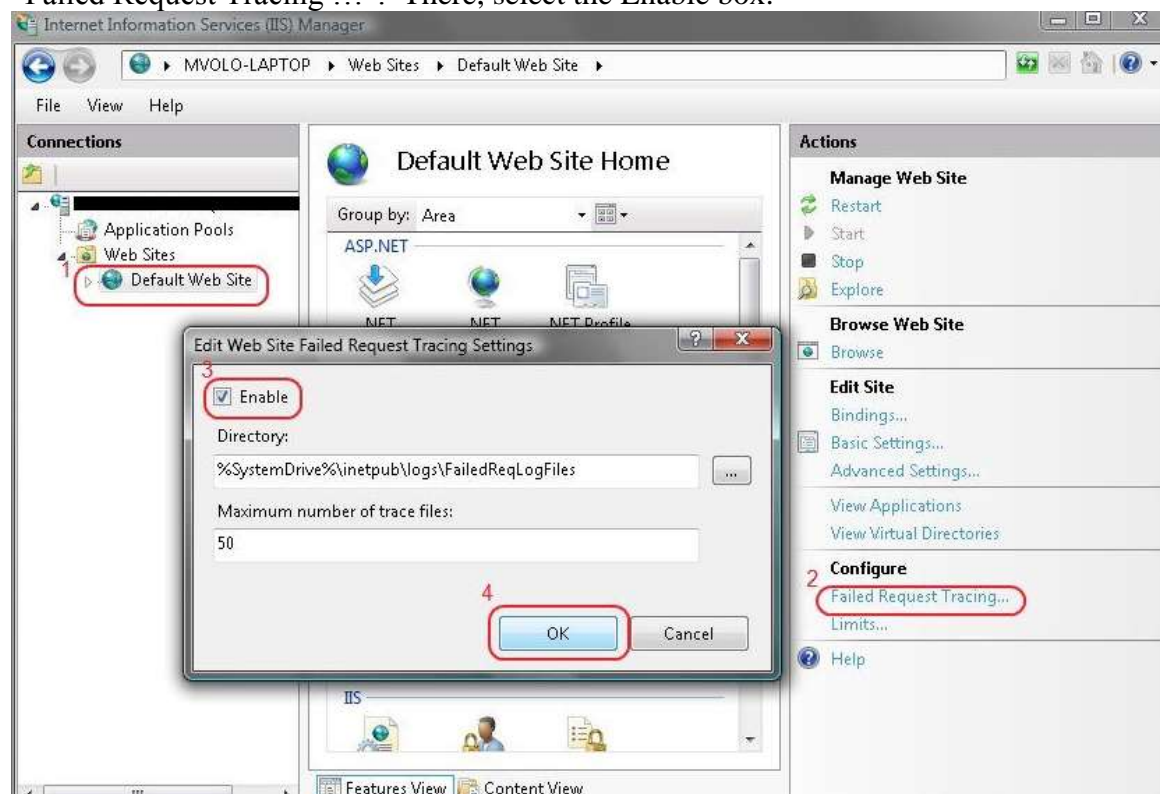 "Failed Request Tracing …". There, select the Enable box.
Internet Information Services (IIS) Manager
MVOLO-LAPTOP ▸ Web Sites ▸ Default Web Site ▸
File View Help
Connections
Application Pools
Web Sites
1
Default Web Site
Default Web Site Home
Group by: Area
ASP.NET
.NET .NET .NET Profile
Edit Web Site Failed Request Tracing Settings
3
Enable
Directory:
%SystemDrive%\inetpub\logs\FailedReqLogFiles
...
Maximum number of trace files:
50
4
OK
Cancel
IIS
Features View
Content View
Actions
Manage Web Site
Restart
Start
Stop
Explore
Browse Web Site
Browse
Edit Site
Bindings...
Basic Settings...
Advanced Settings...
View Applications
View Virtual Directories
Configure
2
Failed Request Tracing...
Limits...
Help